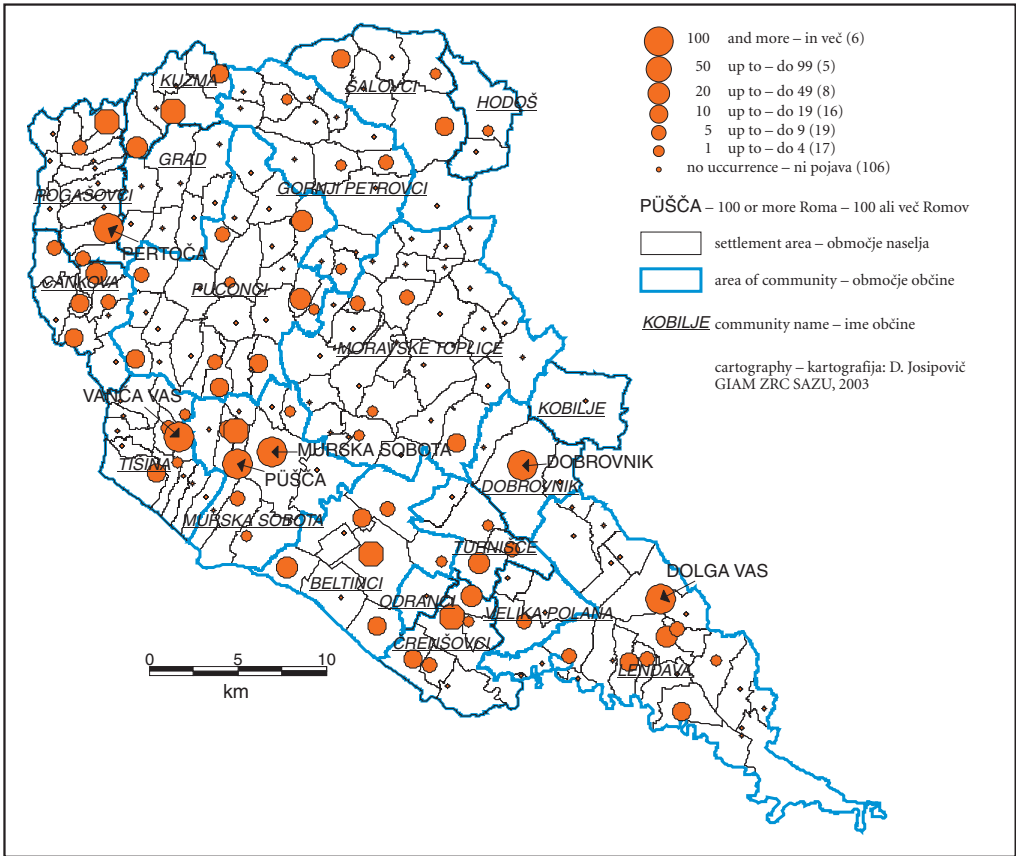 100 and more – in več (6)
50 up to – do 99 (5)
20 up to – do 49 (8)
10 up to – do 19 (16)
5 up to – do 9 (19)
1 up to – do 4 (17)
no uccurrence – ni pojava (106)
PÜŠČA – 100 or more Roma – 100 ali več Romov
settlement area – območje naselja
area of community – območje občine
KOBILJE community name – ime občine
cartography – kartografija: D. Josipovič
GIAM ZRC SAZU, 2003
KUZMA
ŠALOVCI
HODOŠ
GRAD
ROGAŠOVCI
GORNJI PETROVCI
PERTOČA
CANKOVA
PUCONCI
MORAVSKE TOPLICE
VANČA VAS
KOBILJE
MURSKA SOBOTA
DOBROVNIK
TIŠINA
PÜŠČA
DOBROVNIK
MURSKA SOBOTA
TURNIŠČE
DOLGA VAS
BELTINCI
ODRANCI
VELIKA POLANA
ČRENŠOVCI
LENDAVA
0 5 10
km